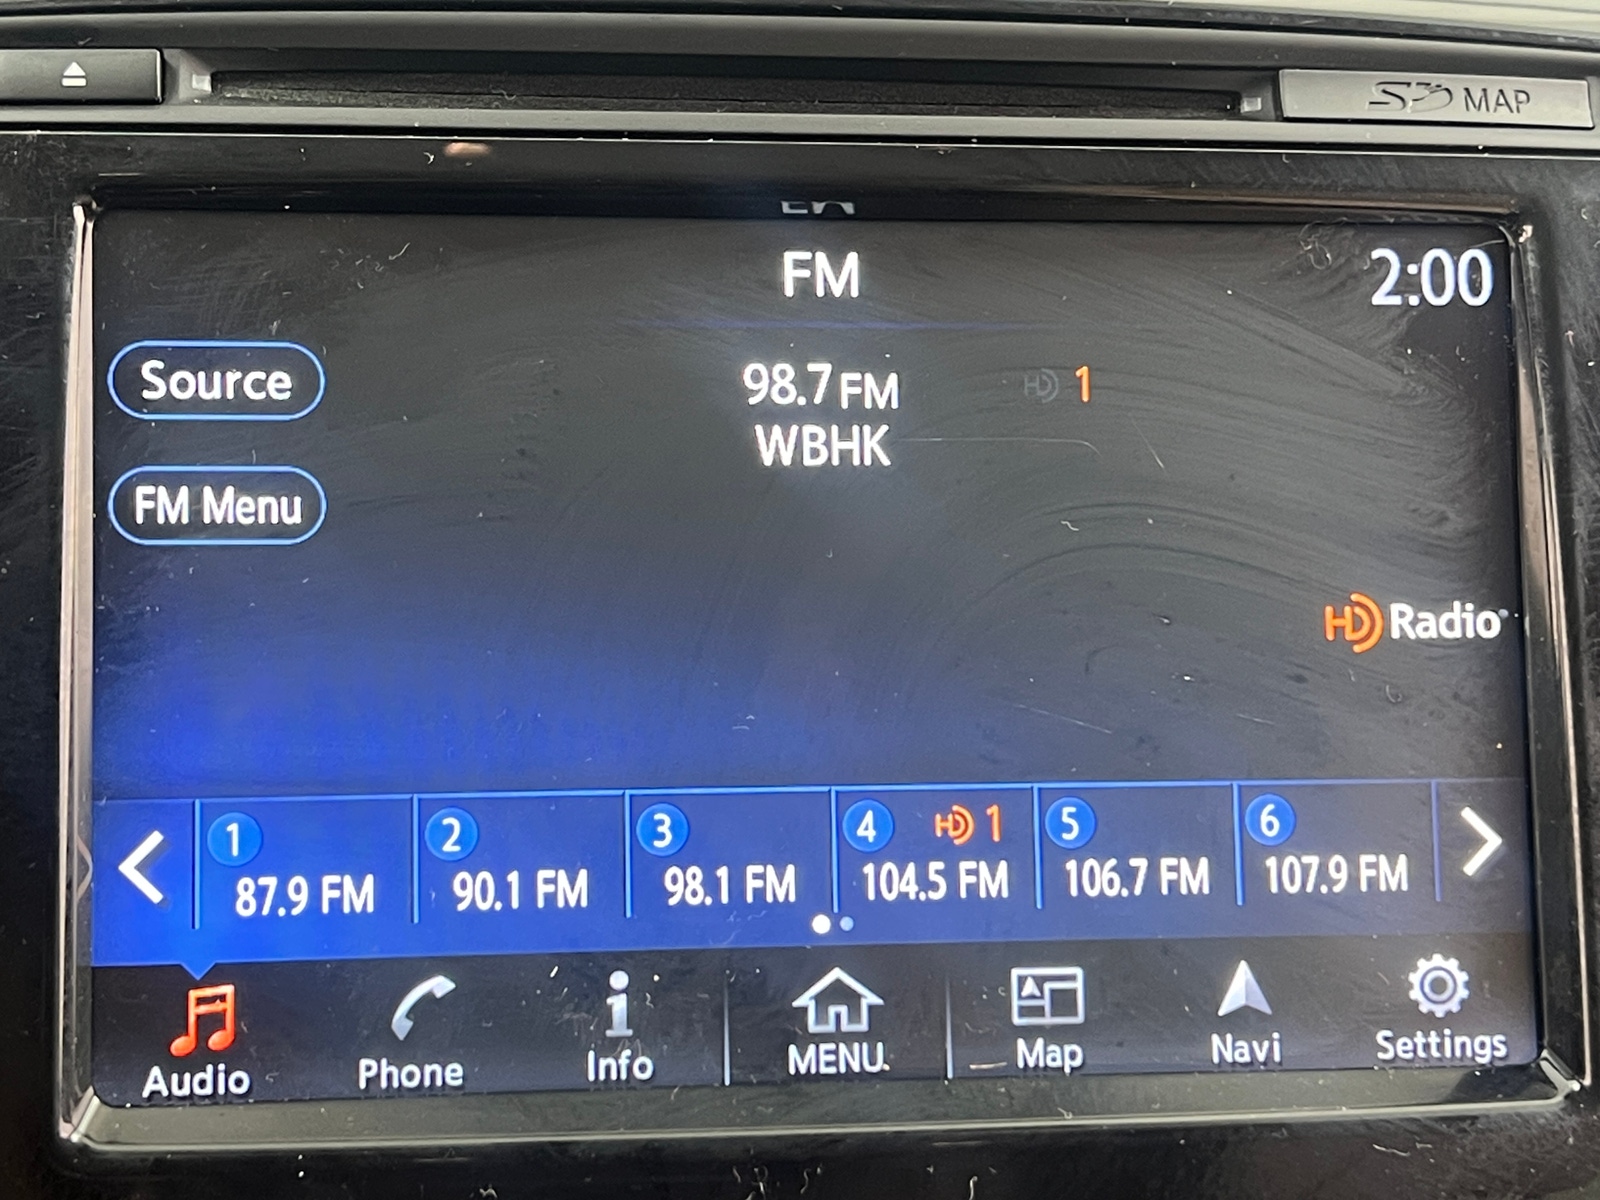 SD MAP
FM
2:00
Source
98.7 FM
HD 1
WBHK
FM Menu
HD Radio
1
87.9 FM
2
90.1 FM
3
98.1 FM
4
HD 1
104.5 FM
5
106.7 FM
6
107.9 FM
Audio
Phone
Info
MENU
Map
Navi
Settings